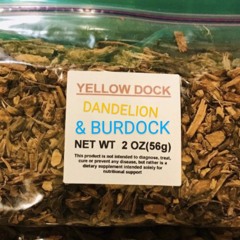 YELLOW DOCK
DANDELION
& BURDOCK
NET WT 2 OZ(56g)
This product is not intended to diagnose, treat,
cure or prevent any disease, but rather is a
dietary supplement intended solely for
nutritional support